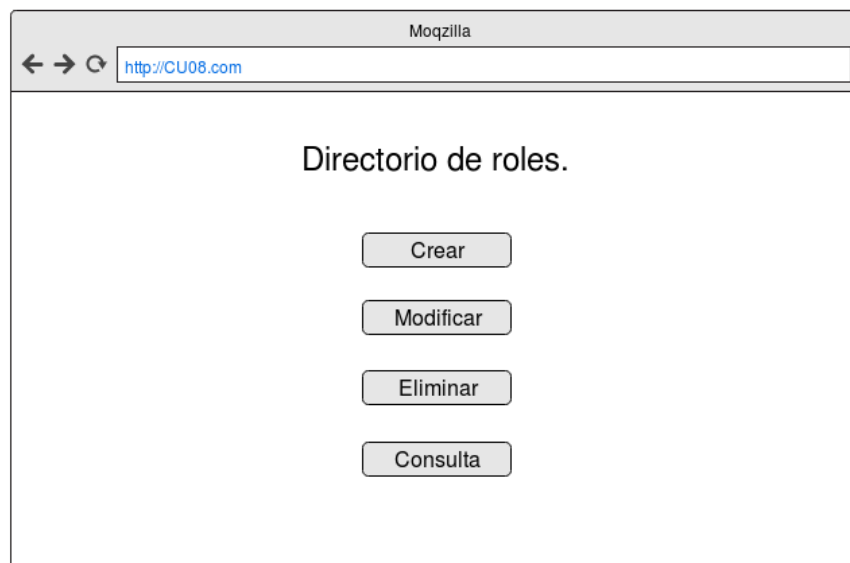 Moqzilla
http://CU08.com
Directorio de roles.
Crear
Modificar
Eliminar
Consulta